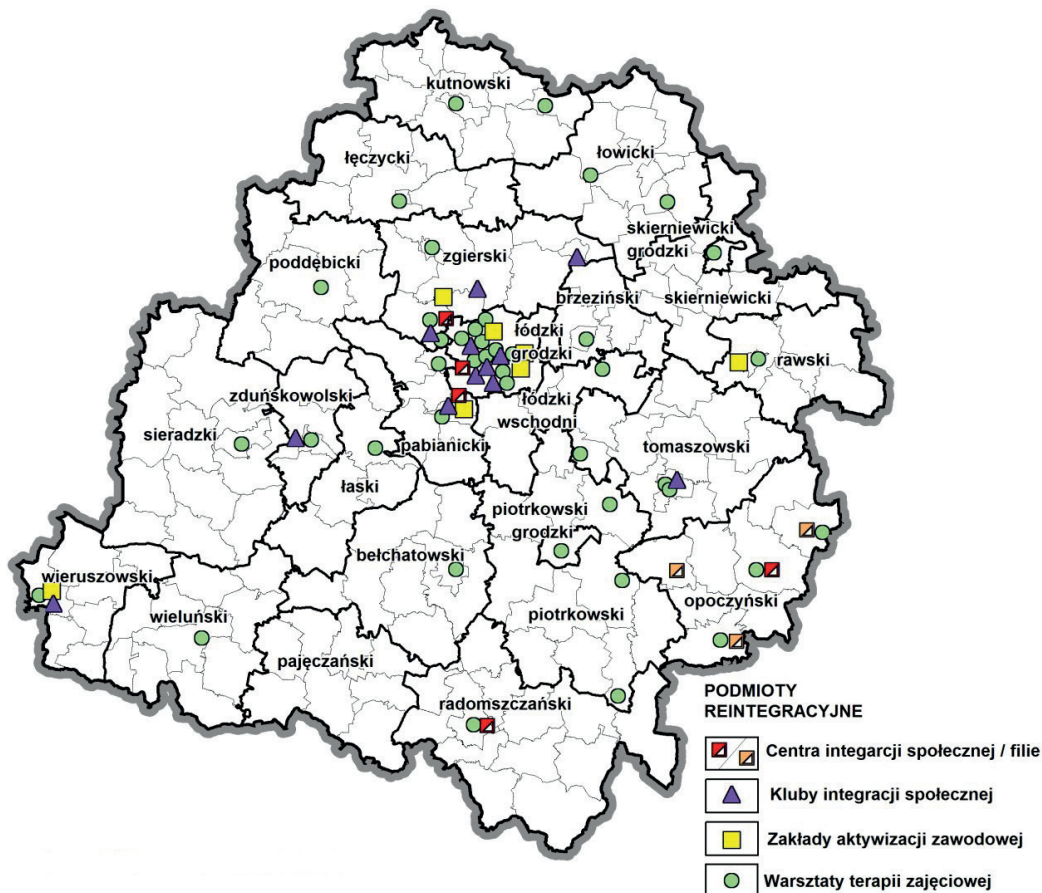 kutnowski
łęczycki
łowicki
skierniewicki
grodzki
zgierski
poddębicki
brzeziński
skierniewicki
łódzki
grodzki
rawski
zduńskowolski
łódzki
wschodni
sieradzki
pabianicki
tomaszowski
łaski
piotrkowski
grodzki
bełchatowski
wieruszowski
opoczyński
wieluński
piotrkowski
pajęczański
radomszczański
PODMIOTY
REINTEGRACYJNE
Centra integarcji społecznej / filie
Kluby integracji społecznej
Zakłady aktywizacji zawodowej
Warsztaty terapii zajęciowej